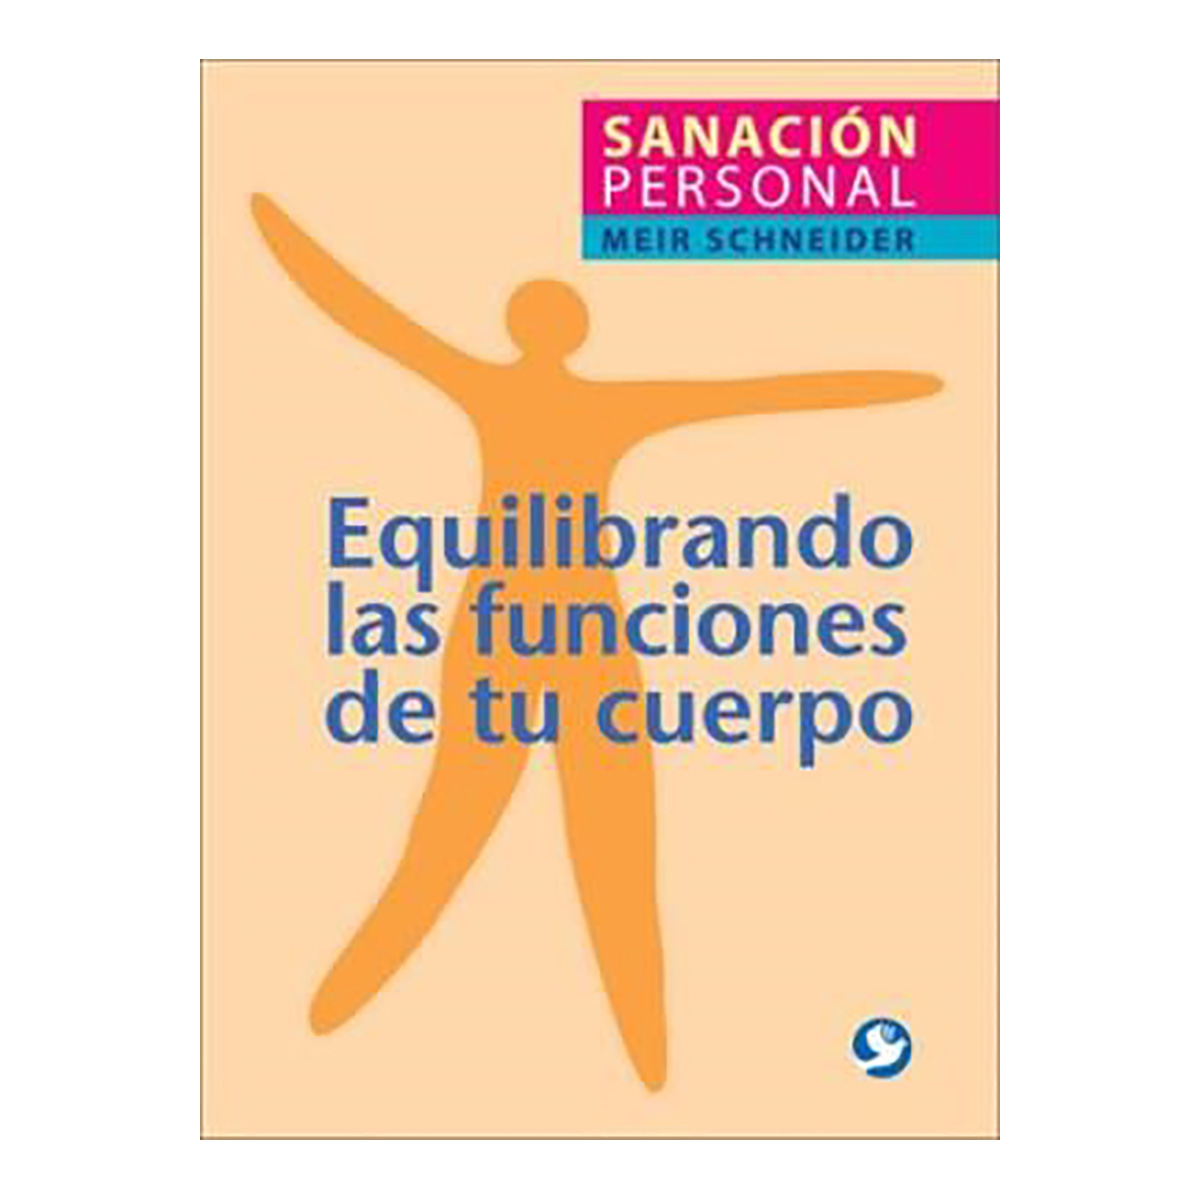 SANACIÓN
PERSONAL
MEIR SCHNEIDER
Equilibrando
las funciones
de tu cuerpo